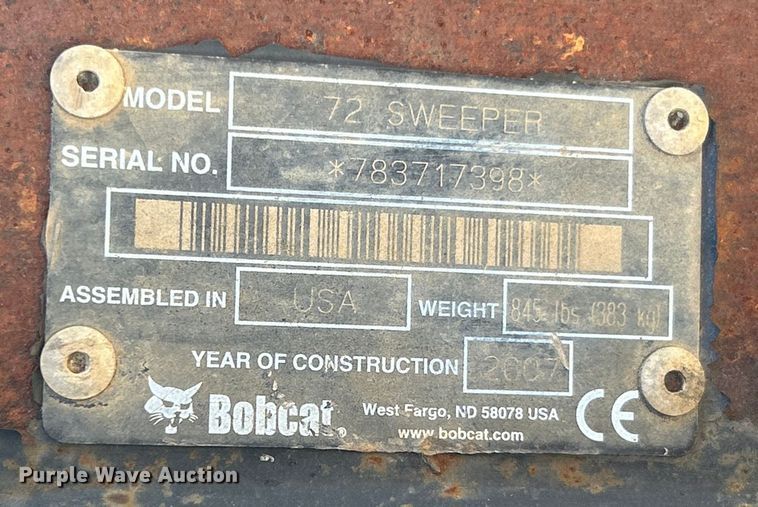 MODEL 72 SWEEPER
SERIAL NO. *783717398*
ASSEMBLED IN USA WEIGHT 845 lbs (383 kg)
YEAR OF CONSTRUCTION 2007
Bobcat. West Fargo, ND 58078 USA CE
www.bobcat.com
Purple Wave Auction